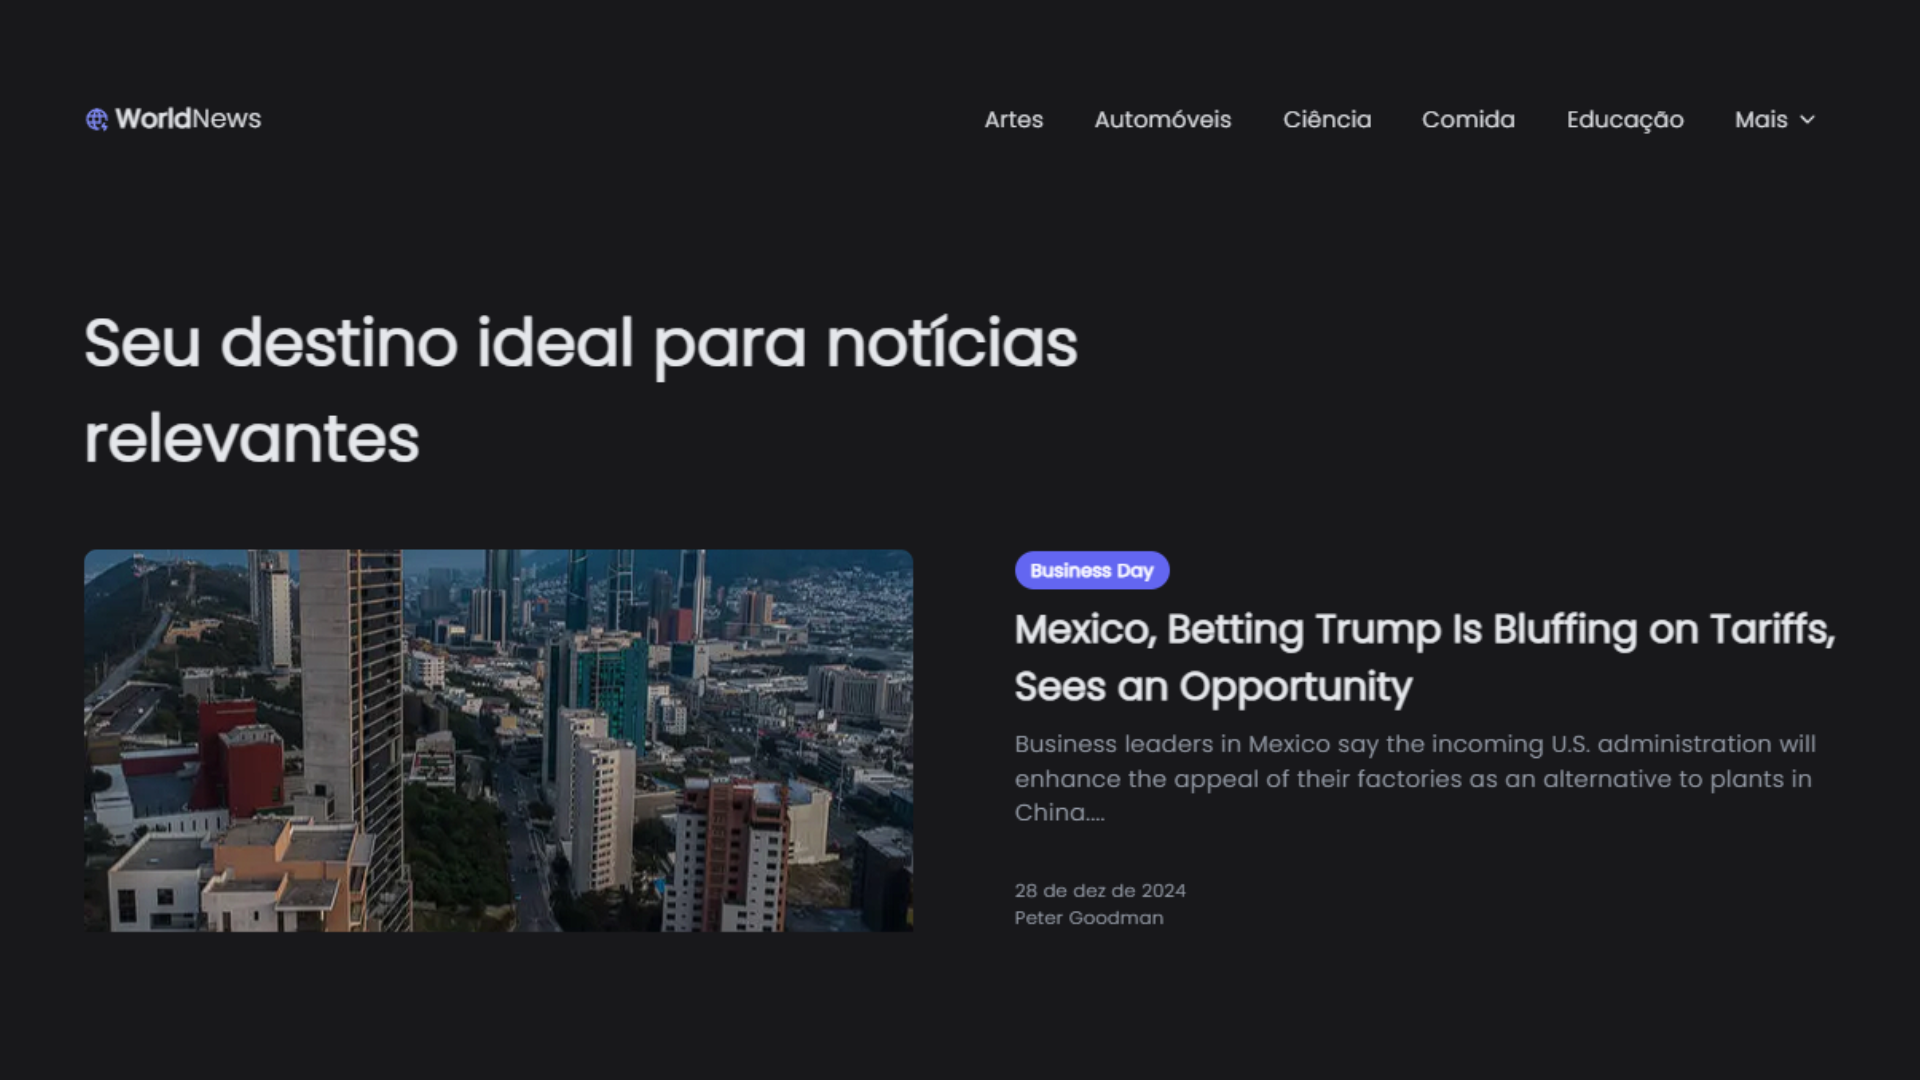 WorldNews
Artes Automóveis Ciência Comida Educação Mais
Seu destino ideal para notícias
relevantes
Business Day
Mexico, Betting Trump Is Bluffing on Tariffs,
Sees an Opportunity
Business leaders in Mexico say the incoming U.S. administration will
enhance the appeal of their factories as an alternative to plants in
China....
28 de dez de 2024
Peter Goodman